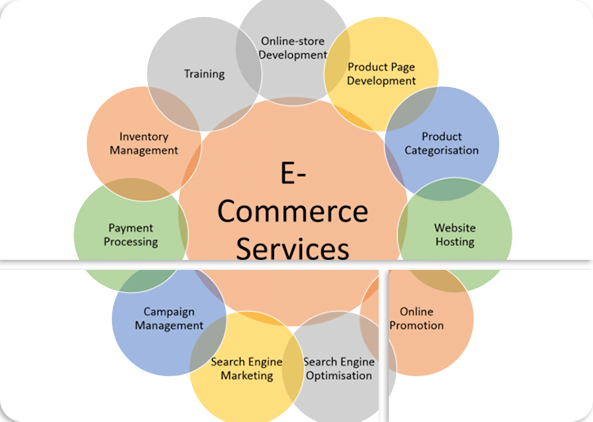 Online-store
Development
Product Page
Development
Product
Categorisation
Website
Hosting
Online
Promotion
Search Engine
Optimisation
Search Engine
Marketing
Campaign
Management
Payment
Processing
Inventory
Management
Training
E-
Commerce
Services